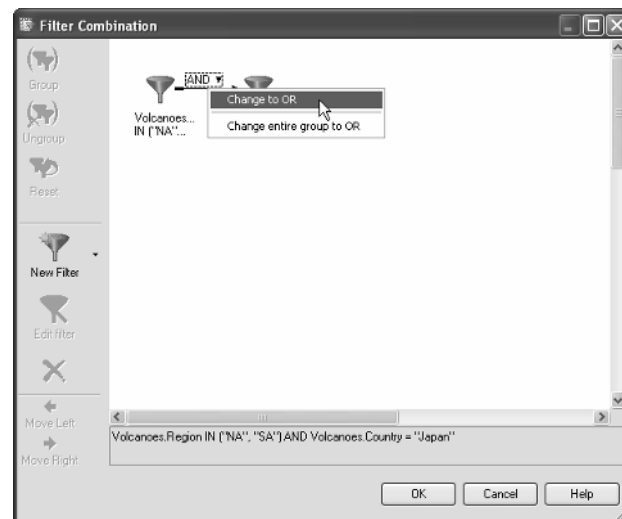 Filter Combination
Group
Ungroup
Reset
New Filter
Edit filter
Move Left
Move Right
AND
Volcanoes...
IN ("NA"...
Change to OR
Change entire group to OR
Volcanoes.Region IN ("NA", "SA") AND Volcanoes.Country = "Japan"
OK
Cancel
Help